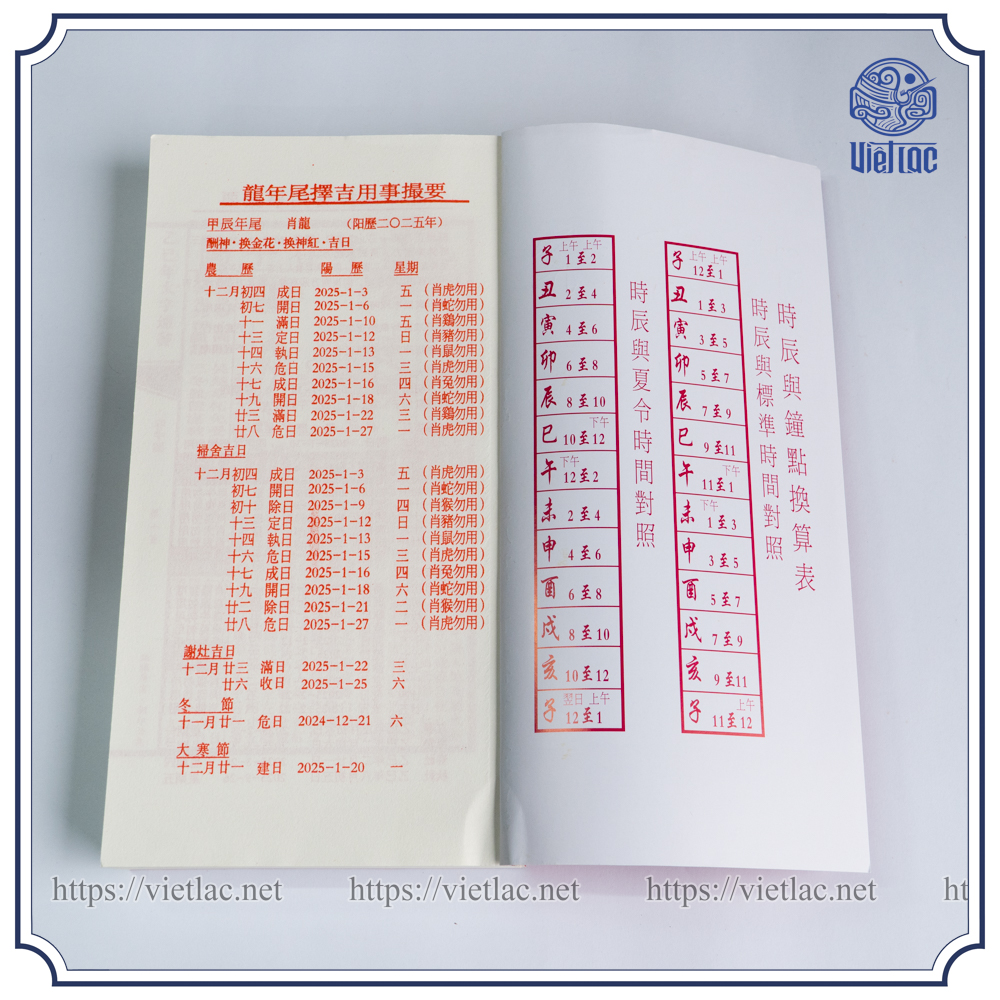 VIỆTLẠC
龍年尾擇吉用事撮要
甲辰年尾 肖龍 (阳歷二〇二五年)
酬神·换金花·换神紅·吉日
農 歷 陽 歷 星期
十二月初四 成日 2025-1-3 五 (肖虎勿用)
初七 開日 2025-1-6 一 (肖蛇勿用)
十一 滿日 2025-1-10 五 (肖鷄勿用)
十三 定日 2025-1-12 日 (肖豬勿用)
十四 執日 2025-1-13 一 (肖鼠勿用)
十六 危日 2025-1-15 三 (肖虎勿用)
十七 成日 2025-1-16 四 (肖兔勿用)
十九 開日 2025-1-18 六 (肖蛇勿用)
廿三 滿日 2025-1-22 三 (肖鷄勿用)
廿八 危日 2025-1-27 一 (肖虎勿用)
掃舍吉日
十二月初四 成日 2025-1-3 五 (肖虎勿用)
初七 開日 2025-1-6 一 (肖蛇勿用)
初十 除日 2025-1-9 四 (肖猴勿用)
十三 定日 2025-1-12 日 (肖豬勿用)
十四 執日 2025-1-13 一 (肖鼠勿用)
十六 危日 2025-1-15 三 (肖虎勿用)
十七 成日 2025-1-16 四 (肖兔勿用)
十九 開日 2025-1-18 六 (肖蛇勿用)
廿二 除日 2025-1-21 二 (肖猴勿用)
廿八 危日 2025-1-27 一 (肖虎勿用)
謝灶吉日
十二月廿三 滿日 2025-1-22 三
廿六 收日 2025-1-25 六
冬 節
十一月廿一 危日 2024-12-21 六
大寒節
十二月廿一 建日 2025-1-20 一
時辰與鐘點換算表
時辰與標準時間對照
子 上午 上午 12至1
丑 1至3
寅 3至5
卯 5至7
辰 7至9
巳 9至11
午 下午 11至1
未 下午 1至3
申 3至5
酉 5至7
戌 7至9
亥 9至11
子 上午 11至12
時辰與夏令時間對照
子 上午 上午 1至2
丑 2至4
寅 4至6
卯 6至8
辰 8至10
巳 下午 10至12
午 下午 12至2
未 2至4
申 4至6
酉 6至8
戌 8至10
亥 10至12
子 翌日 上午 12至1
https://vietlac.net https://vietlac.net https://vietlac.net ht